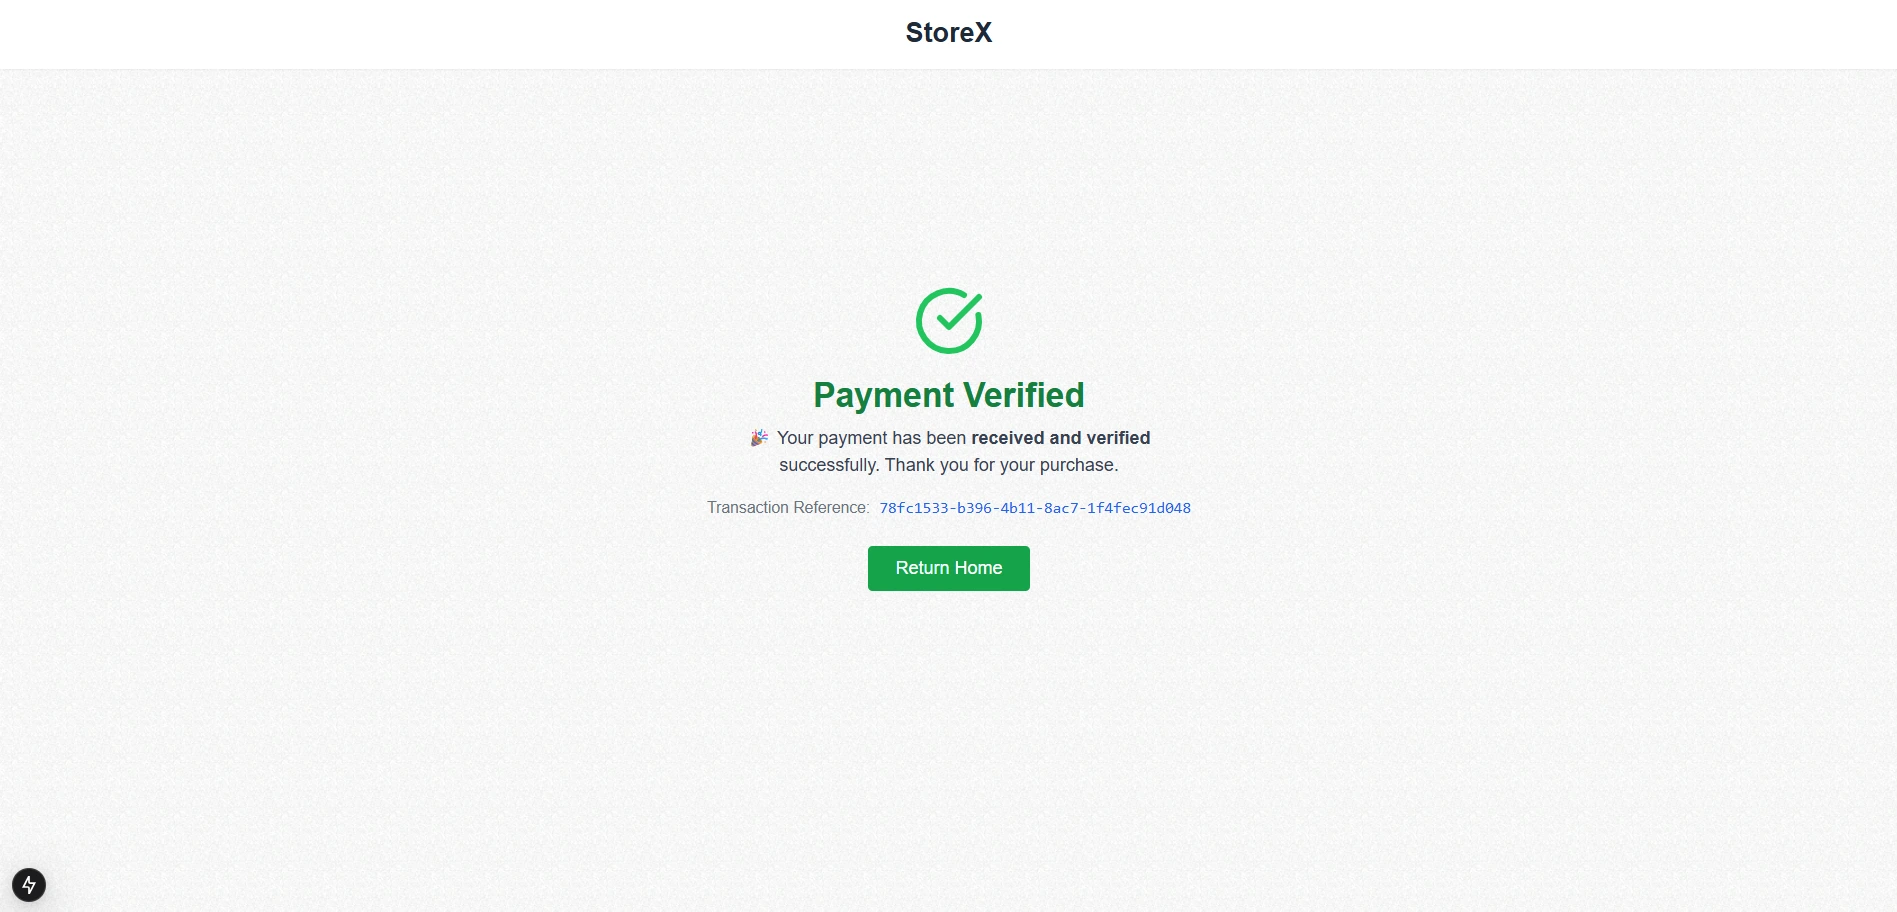 StoreX
Payment Verified
🎉 Your payment has been received and verified
successfully. Thank you for your purchase.
Transaction Reference: 78fc1533-b396-4b11-8ac7-1f4fec91d048
Return Home